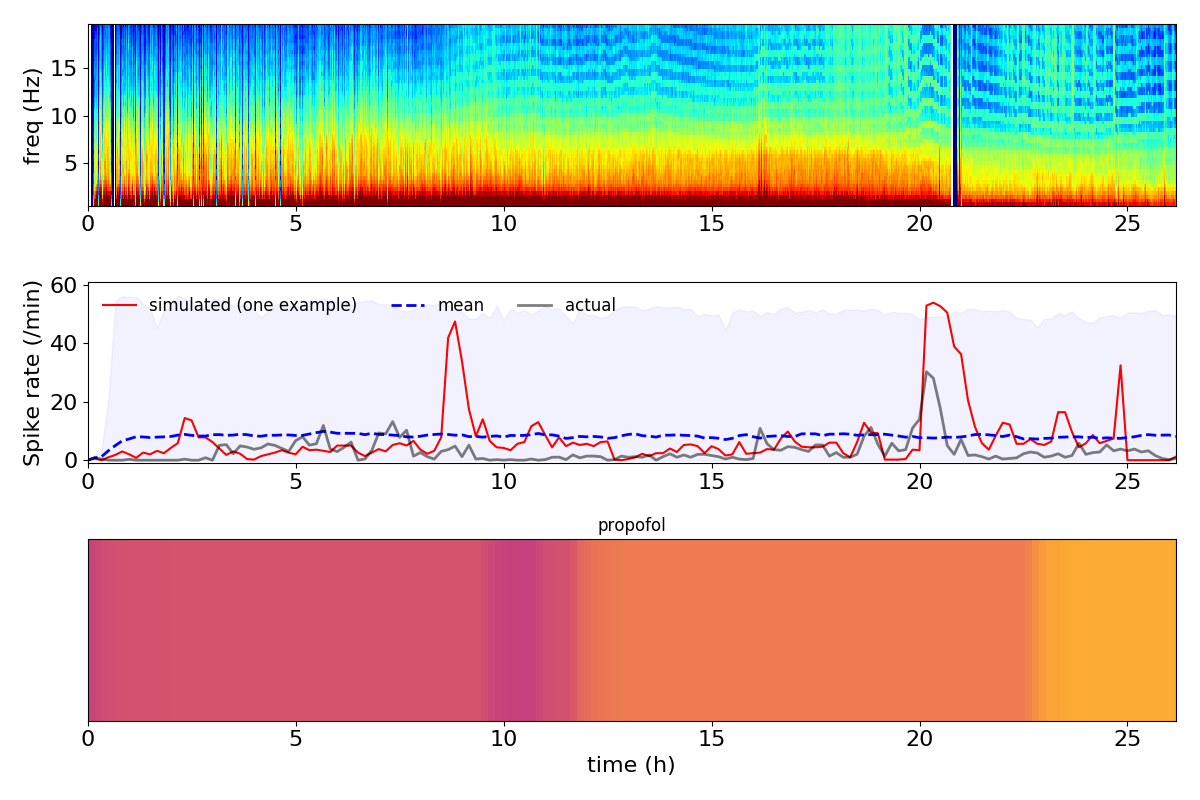 freq (Hz)
15
10
5
0 5 10 15 20 25
Spike rate (/min)
60
40
20
0
simulated (one example) mean actual
0 5 10 15 20 25
propofol
0 5 10 15 20 25
time (h)